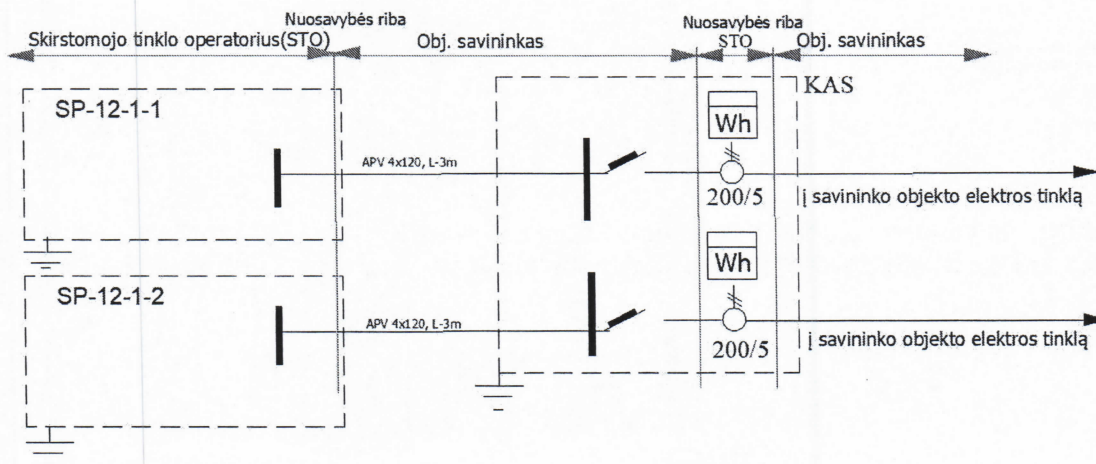 Nuosavybės riba
Nuosavybės riba
Skirstomojo tinklo operatorius(STO)
Obj. savininkas
STO
Obj. savininkas
KAS
SP-12-1-1
Wh
APV 4x120, L-3m
200/5
į savininko objekto elektros tinklą
Wh
SP-12-1-2
APV 4x120, L-3m
200/5
į savininko objekto elektros tinklą